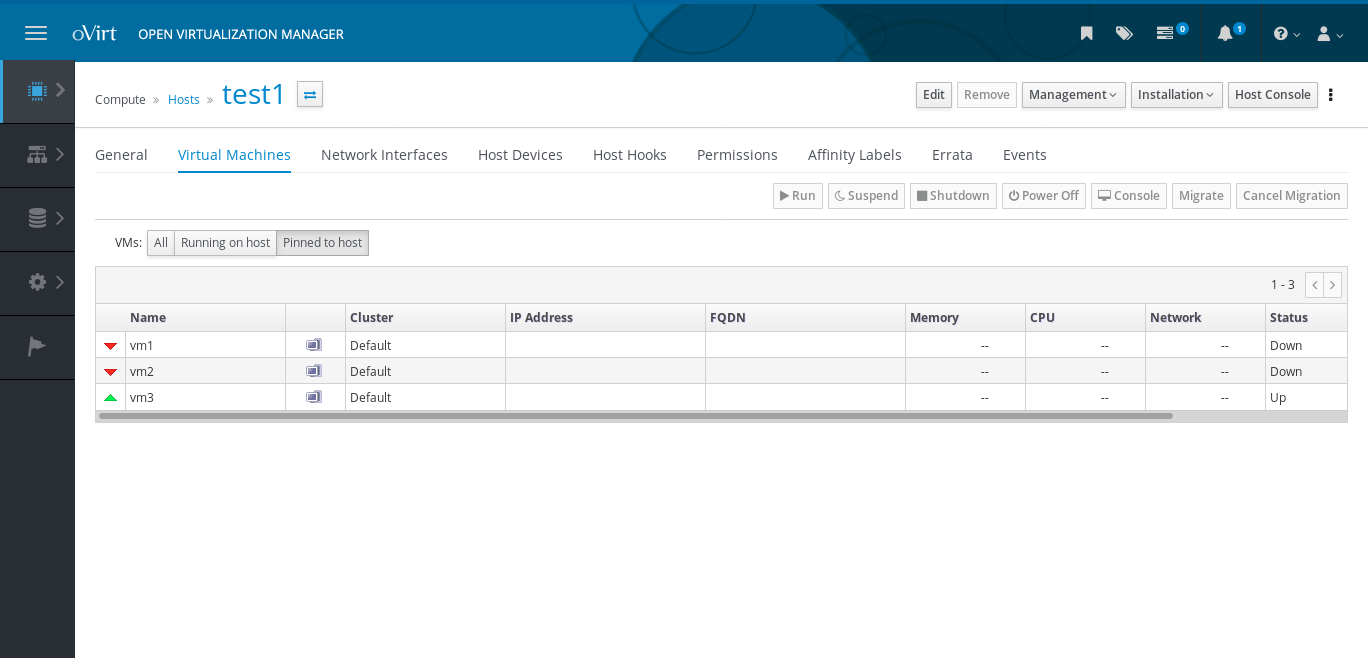 oVirt OPEN VIRTUALIZATION MANAGER 0 1
Compute » Hosts » test1 Edit Remove Management Installation Host Console
General Virtual Machines Network Interfaces Host Devices Host Hooks Permissions Affinity Labels Errata Events
Run Suspend Shutdown Power Off Console Migrate Cancel Migration
VMs: All Running on host Pinned to host
1 - 3
Name Cluster IP Address FQDN Memory CPU Network Status
vm1 Default -- -- -- Down
vm2 Default -- -- -- Down
vm3 Default -- -- -- Up